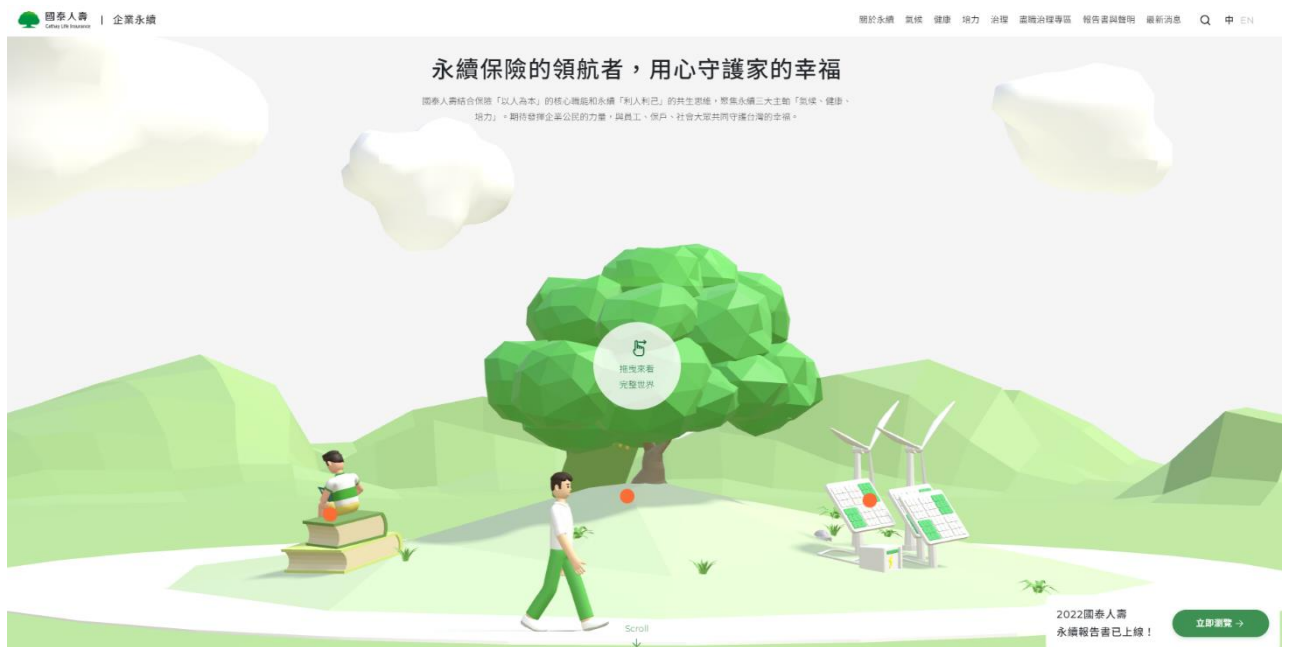 國泰人壽 | 企業永續
Cathay Life Insurance
關於永續 氣候 健康 培力 治理 盡職治理專區 報告書與聲明 最新消息 中 EN
永續保險的領航者，用心守護家的幸福
國泰人壽結合保險「以人為本」的核心職能和永續「利人利己」的共生思維，聚焦永續三大主軸「氣候、健康、
培力」。期待發揮企業公民的力量，與員工、保戶、社會大眾共同守護台灣的幸福。
拖曳來看
完整世界
Scroll
2022國泰人壽
永續報告書已上線！
立即瀏覽 →